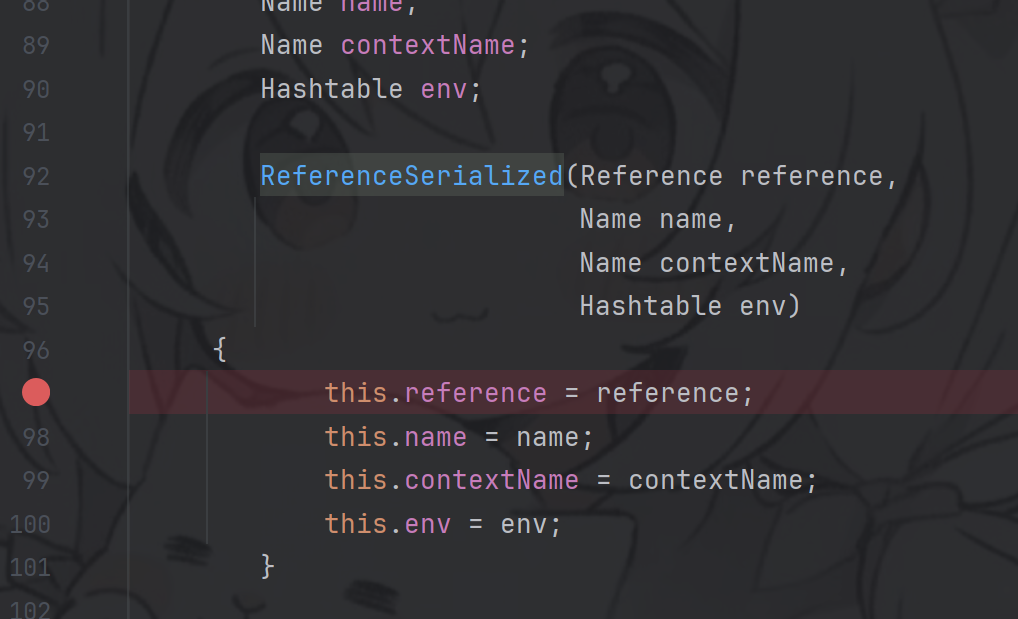 88 Name name,
89 Name contextName;
90 Hashtable env;
91
92 ReferenceSerialized(Reference reference,
93 Name name,
94 Name contextName,
95 Hashtable env)
96 {
this.reference = reference;
98 this.name = name;
99 this.contextName = contextName;
100 this.env = env;
101 }
102